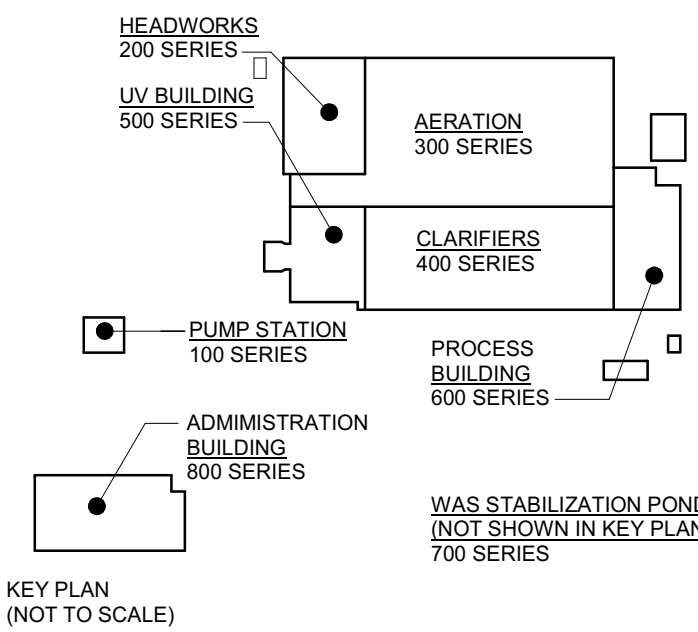 HEADWORKS
200 SERIES
UV BUILDING
500 SERIES
AERATION
300 SERIES
CLARIFIERS
400 SERIES
PUMP STATION
100 SERIES
PROCESS
BUILDING
600 SERIES
ADMIMISTRATION
BUILDING
800 SERIES
WAS STABILIZATION POND
(NOT SHOWN IN KEY PLAN
700 SERIES
KEY PLAN
(NOT TO SCALE)